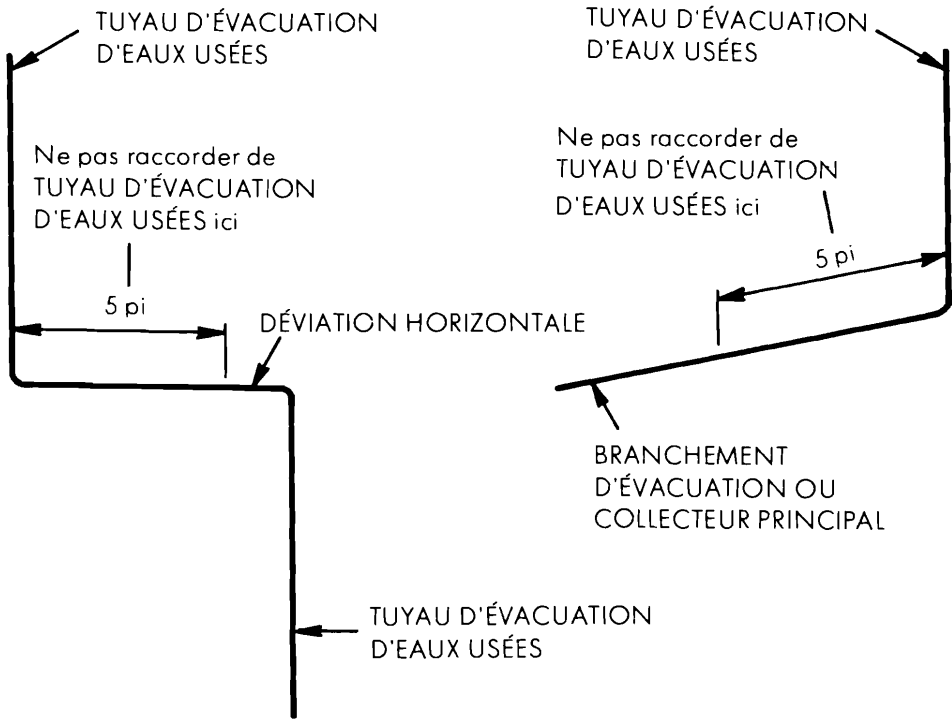 TUYAU D'ÉVACUATION
D'EAUX USÉES
Ne pas raccorder de
TUYAU D'ÉVACUATION
D'EAUX USÉES ici
5 pi
DÉVIATION HORIZONTALE
TUYAU D'ÉVACUATION
D'EAUX USÉES
TUYAU D'ÉVACUATION
D'EAUX USÉES
Ne pas raccorder de
TUYAU D'ÉVACUATION
D'EAUX USÉES ici
5 pi
BRANCHEMENT
D'ÉVACUATION OU
COLLECTEUR PRINCIPAL